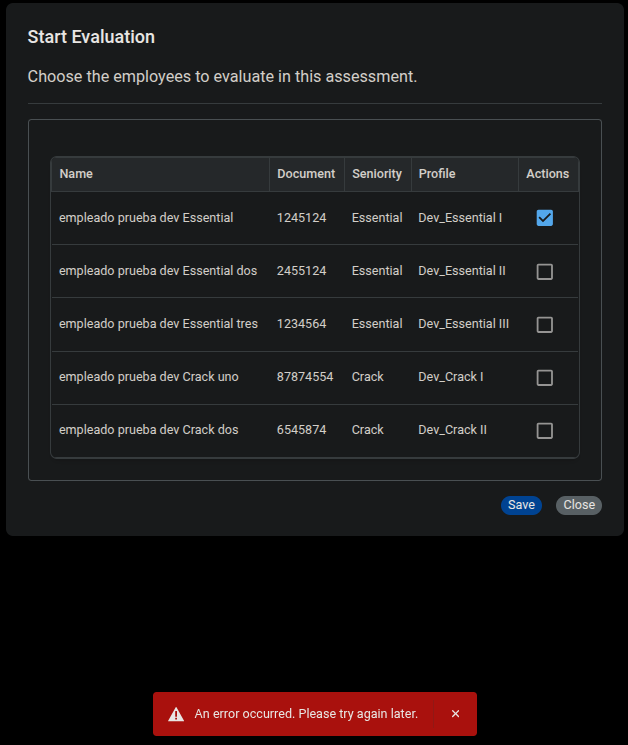 Start Evaluation
Choose the employees to evaluate in this assessment.
Name Document Seniority Profile Actions
empleado prueba dev Essential 1245124 Essential Dev_Essential I
empleado prueba dev Essential dos 2455124 Essential Dev_Essential II
empleado prueba dev Essential tres 1234564 Essential Dev_Essential III
empleado prueba dev Crack uno 87874554 Crack Dev_Crack I
empleado prueba dev Crack dos 6545874 Crack Dev_Crack II
Save Close
An error occurred. Please try again later.